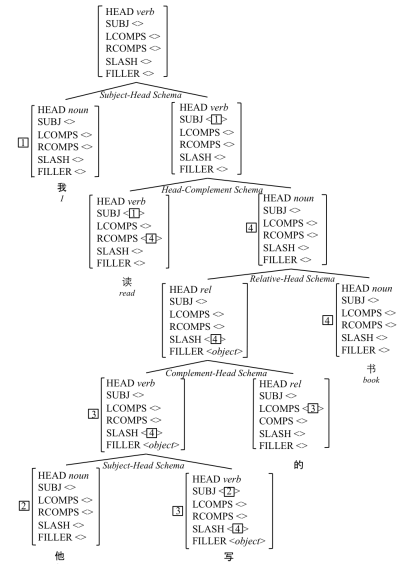 HEAD verb
SUBJ <>
LCOMPS <>
RCOMPS <>
SLASH <>
FILLER <>
Subject-Head Schema
1
HEAD noun
SUBJ <>
LCOMPS <>
RCOMPS <>
SLASH <>
FILLER <>
我
I
HEAD verb
SUBJ <1>
LCOMPS <>
RCOMPS <>
SLASH <>
FILLER <>
Head-Complement Schema
HEAD verb
SUBJ <1>
LCOMPS <>
RCOMPS <4>
SLASH <>
FILLER <>
读
read
4
HEAD noun
SUBJ <>
LCOMPS <>
RCOMPS <>
SLASH <>
FILLER <>
Relative-Head Schema
HEAD rel
SUBJ <>
LCOMPS <>
RCOMPS <>
SLASH <4>
FILLER <object>
4
HEAD noun
SUBJ <>
LCOMPS <>
RCOMPS <>
SLASH <>
FILLER <>
书
book
Complement-Head Schema
3
HEAD verb
SUBJ <>
LCOMPS <>
RCOMPS <>
SLASH <4>
FILLER <object>
HEAD rel
SUBJ <>
LCOMPS <3>
COMPS <>
SLASH <>
FILLER <>
的
Subject-Head Schema
2
HEAD noun
SUBJ <>
LCOMPS <>
RCOMPS <>
SLASH <>
FILLER <>
他
3
HEAD verb
SUBJ <2>
LCOMPS <>
RCOMPS <>
SLASH <4>
FILLER <object>
写